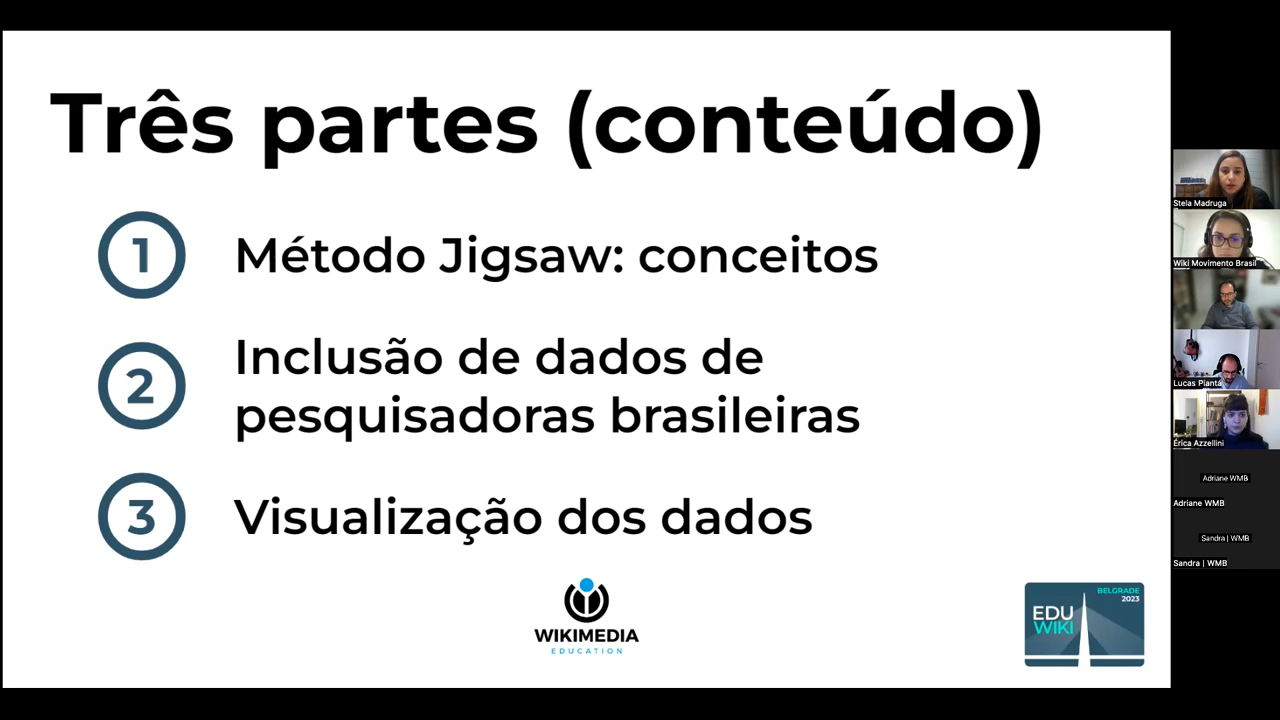 Três partes (conteúdo)
1
Método Jigsaw: conceitos
2
Inclusão de dados de
pesquisadoras brasileiras
3
Visualização dos dados
WIKIMEDIA
EDUCATION
BELGRADE
2023
EDU
WIKI
Stela Madruga
Wiki Movimento Brasil
Lucas Piantá
Érica Azzellini
Adriane WMB
Adriane WMB
Sandra | WMB
Sandra | WMB